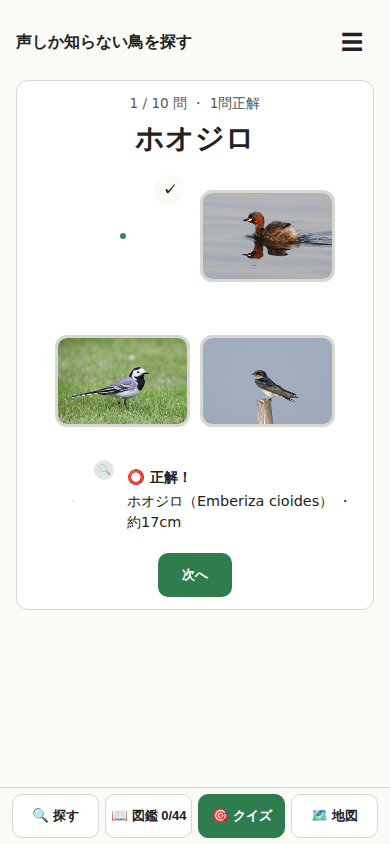 声しか知らない鳥を探す
1 / 10 問 ・ 1問正解
ホオジロ
✓
⭕ 正解！
ホオジロ（Emberiza cioides） ・
約17cm
次へ
🔍 探す
📖 図鑑 0/44
🎯 クイズ
🗺️ 地図